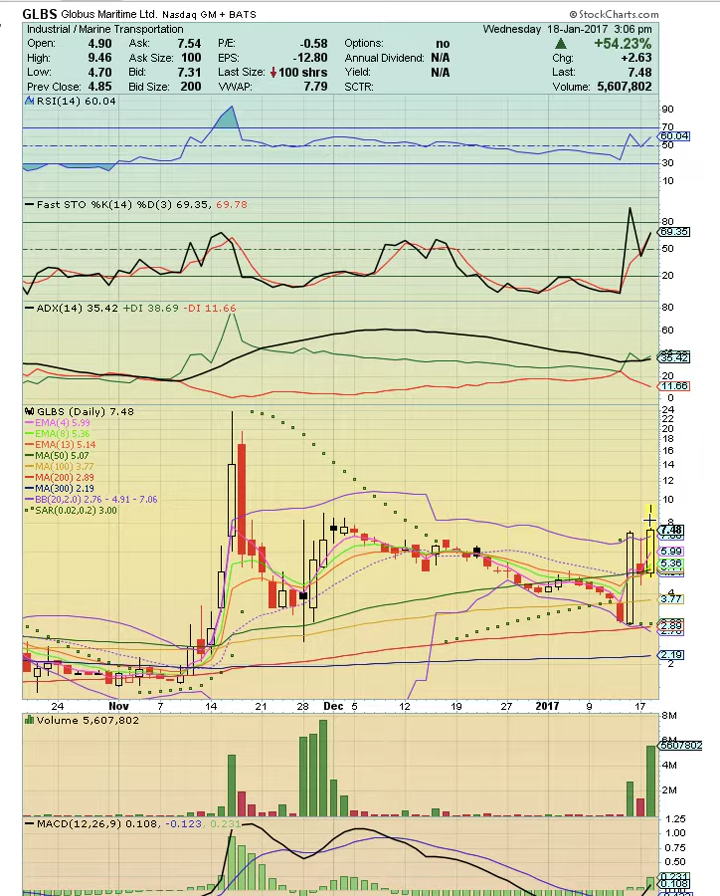 GLBS Globus Maritime Ltd. Nasdaq GM + BATS © StockCharts.com
Industrial / Marine Transportation Wednesday 18-Jan-2017 3:06 pm
Open: 4.90 Ask: 7.54 P/E: -0.58 Options: no ▲ +54.23%
High: 9.46 Ask Size: 100 EPS: -12.80 Annual Dividend: N/A Chg: +2.63
Low: 4.70 Bid: 7.31 Last Size: 100 shrs Yield: N/A Last: 7.48
Prev Close: 4.85 Bid Size: 200 VWAP: 7.79 SCTR: Volume: 5,607,802
RSI(14) 60.04
90
70
60.04
50
30
10
Fast STO %K(14) %D(3) 69.35, 69.78
80
69.35
50
20
ADX(14) 35.42 +DI 38.69 -DI 11.66
80
60
35.42
20
11.66
0
GLBS (Daily) 7.48
EMA(4) 5.99
EMA(8) 5.36
EMA(13) 5.14
MA(50) 5.07
MA(100) 3.77
MA(200) 2.89
MA(300) 2.19
BB(20,2.0) 2.76 - 4.91 - 7.06
SAR(0.02,0.2) 3.00
24
22
20
18
16
14
12
10
8
7.48
5.99
5.36
4
3.77
2.89
2.19
2
24 Nov 7 14 21 28 Dec 5 12 19 27 2017 9 17
Volume 5,607,802
8M
6M
5607802
4M
2M
MACD(12,26,9) 0.108, -0.123, 0.231
1.25
1.00
0.75
0.50
0.231
0.108